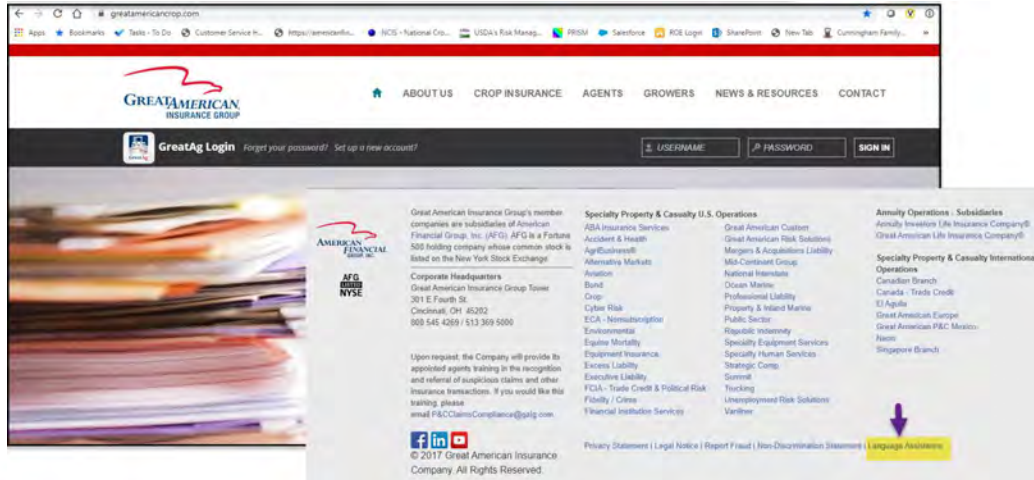 greatamericancrop.com
Apps Bookmarks Tasks - To Do Customer Service H... https://americanfin... NCIS - National Cro... USDA's Risk Manag... PRISM Salesforce ROE Login SharePoint New Tab Cunningham Family... »
GREATAMERICAN
INSURANCE GROUP
ABOUT US CROP INSURANCE AGENTS GROWERS NEWS & RESOURCES CONTACT
GreatAg Login Forget your password? Set up a new account? USERNAME PASSWORD SIGN IN
AMERICAN
FINANCIAL
GROUP, INC.
AFG
LISTED
NYSE
Great American Insurance Group's member
companies are subsidiaries of American
Financial Group, Inc. (AFG). AFG is a Fortune
500 holding company whose common stock is
listed on the New York Stock Exchange.
Corporate Headquarters
Great American Insurance Group Tower
301 E Fourth St.
Cincinnati, OH 45202
800 545 4269 / 513 369 5000
Upon request, the Company will provide its
appointed agents training in the recognition
and referral of suspicious claims and other
insurance transactions. If you would like this
training, please
email P&CClaimsCompliance@gaig.com
© 2017 Great American Insurance
Company. All Rights Reserved.
Specialty Property & Casualty U.S. Operations
ABA Insurance Services
Accident & Health
AgriBusiness®
Alternative Markets
Aviation
Bond
Crop
Cyber Risk
ECA - Nonsubscription
Environmental
Equine Mortality
Equipment Insurance
Excess Liability
Executive Liability
FCIA - Trade Credit & Political Risk
Fidelity / Crime
Financial Institution Services
Great American Custom
Great American Risk Solutions
Mergers & Acquisitions Liability
Mid-Continent Group
National Interstate
Ocean Marine
Professional Liability
Property & Inland Marine
Public Sector
Republic Indemnity
Specialty Equipment Services
Specialty Human Services
Strategic Comp
Summit
Trucking
Unemployment Risk Solutions
Vanliner
Annuity Operations - Subsidiaries
Annuity Investors Life Insurance Company®
Great American Life Insurance Company®
Specialty Property & Casualty Internationa
Operations
Canadian Branch
Canada - Trade Credit
El Aguila
Great American Europe
Great American P&C Mexico
Neon
Singapore Branch
Privacy Statement | Legal Notice | Report Fraud | Non-Discrimination Statement | Language Assistance